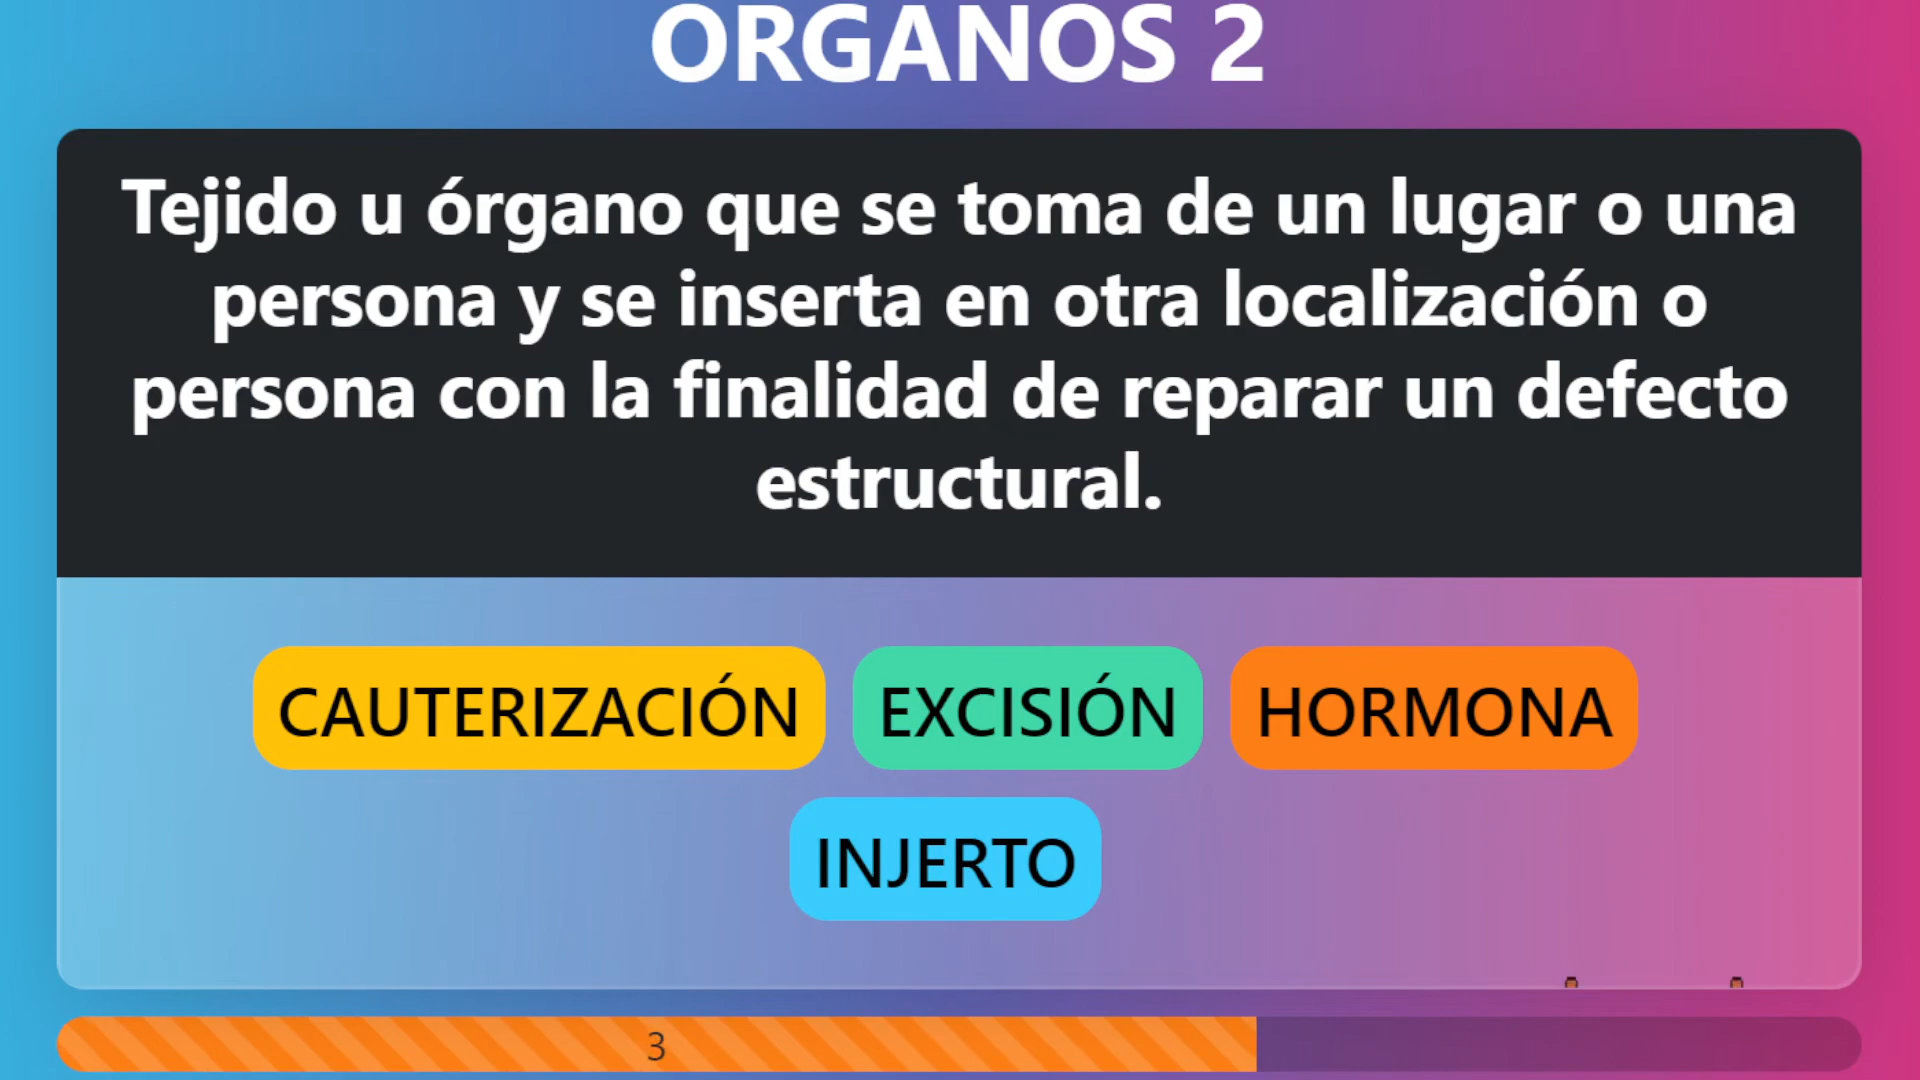 ORGANOS 2
Tejido u órgano que se toma de un lugar o una
persona y se inserta en otra localización o
persona con la finalidad de reparar un defecto
estructural.
CAUTERIZACIÓN EXCISIÓN HORMONA
INJERTO
3